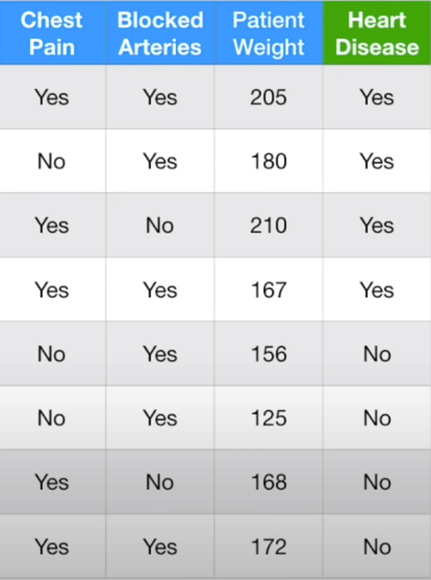 Chest Pain | Blocked Arteries | Patient Weight | Heart Disease
Yes | Yes | 205 | Yes
No | Yes | 180 | Yes
Yes | No | 210 | Yes
Yes | Yes | 167 | Yes
No | Yes | 156 | No
No | Yes | 125 | No
Yes | No | 168 | No
Yes | Yes | 172 | No